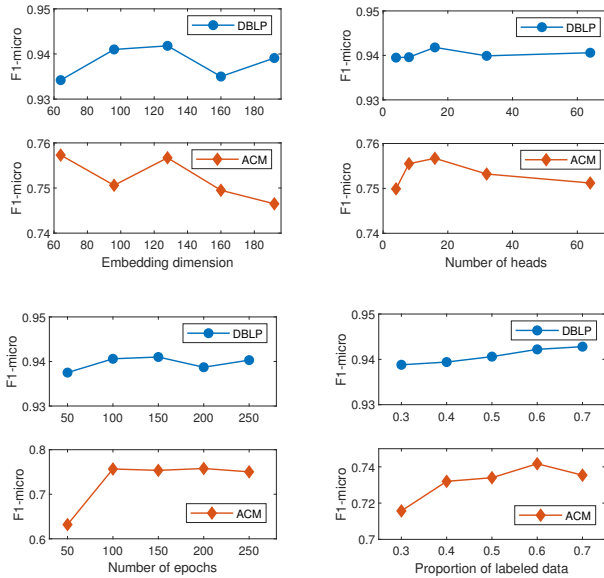 0.95
DBLP
0.94
0.93
F1-micro
60 80 100 120 140 160 180
0.76
ACM
0.75
0.74
F1-micro
60 80 100 120 140 160 180
Embedding dimension
0.95
DBLP
0.94
0.93
F1-micro
0 20 40 60
0.76
ACM
0.75
0.74
F1-micro
0 20 40 60
Number of heads
0.95
DBLP
0.94
0.93
F1-micro
50 100 150 200 250
0.8
0.7
ACM
0.6
F1-micro
50 100 150 200 250
Number of epochs
0.95
DBLP
0.94
0.93
F1-micro
0.3 0.4 0.5 0.6 0.7
0.74
0.72
ACM
0.7
F1-micro
0.3 0.4 0.5 0.6 0.7
Proportion of labeled data